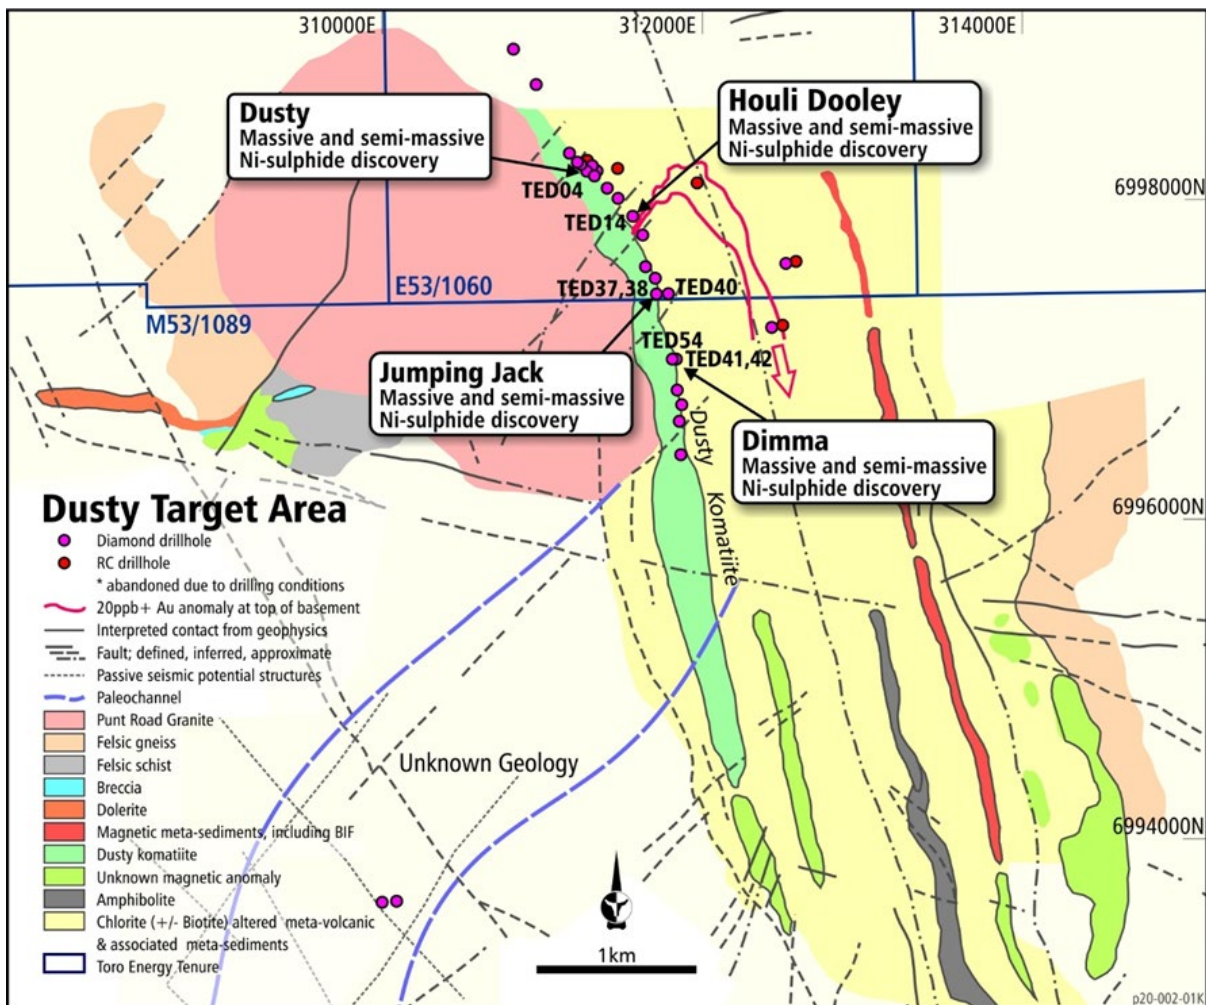 310000E
312000E
314000E
Dusty
Massive and semi-massive
Ni-sulphide discovery
Houli Dooley
Massive and semi-massive
Ni-sulphide discovery
TED04
6998000N
TED14
E53/1060
TED37,38
TED40
M53/1089
TED54
TED41,42
Jumping Jack
Massive and semi-massive
Ni-sulphide discovery
Dusty
Komatiite
Dimma
Massive and semi-massive
Ni-sulphide discovery
6996000N
Dusty Target Area
Diamond drillhole
RC drillhole
* abandoned due to drilling conditions
20ppb+ Au anomaly at top of basement
Interpreted contact from geophysics
Fault; defined, inferred, approximate
Passive seismic potential structures
Paleochannel
Punt Road Granite
Felsic gneiss
Felsic schist
Breccia
Dolerite
Magnetic meta-sediments, including BIF
Dusty komatiite
Unknown magnetic anomaly
Amphibolite
Chlorite (+/- Biotite) altered meta-volcanic
& associated meta-sediments
Toro Energy Tenure
Unknown Geology
6994000N
1km
p20-002-01K